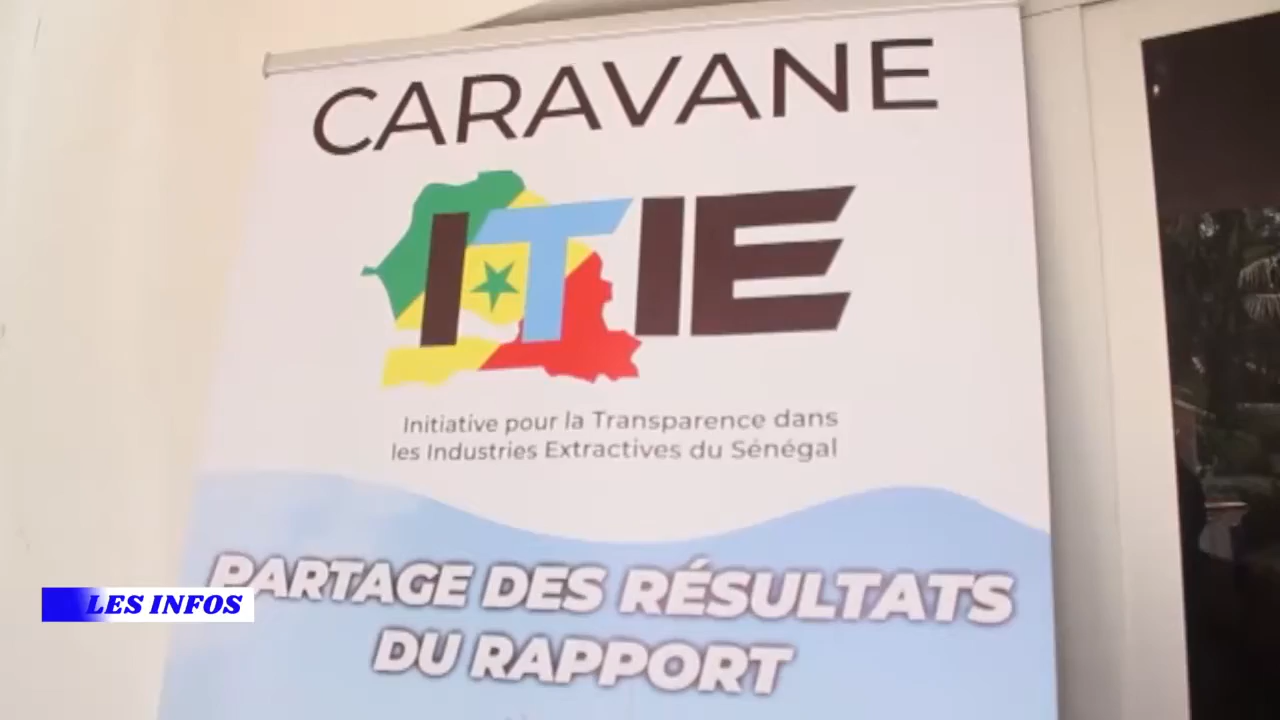 CARAVANE
ITIE
Initiative pour la Transparence dans
les Industries Extractives du Sénégal
PARTAGE DES RÉSULTATS
DU RAPPORT
LES INFOS